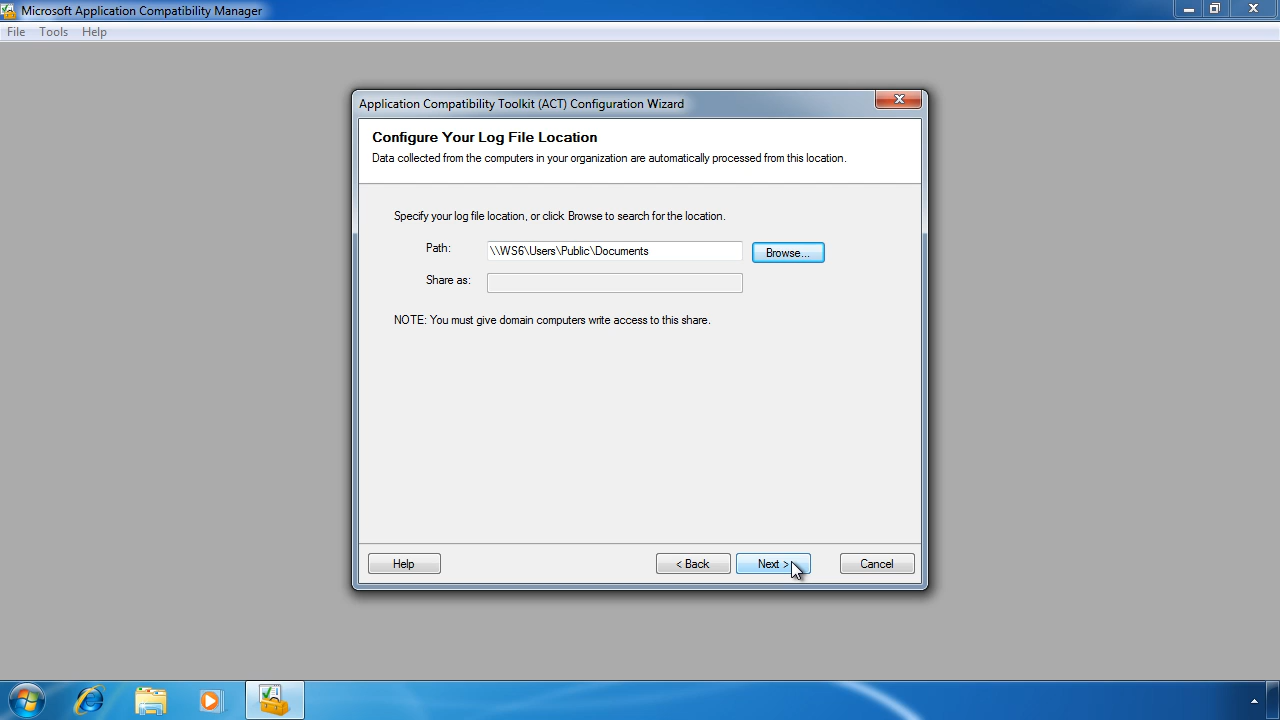 Microsoft Application Compatibility Manager
File Tools Help
Application Compatibility Toolkit (ACT) Configuration Wizard
Configure Your Log File Location
Data collected from the computers in your organization are automatically processed from this location.
Specify your log file location, or click Browse to search for the location.
Path: \\WS6\Users\Public\Documents Browse...
Share as:
NOTE: You must give domain computers write access to this share.
Help < Back Next > Cancel